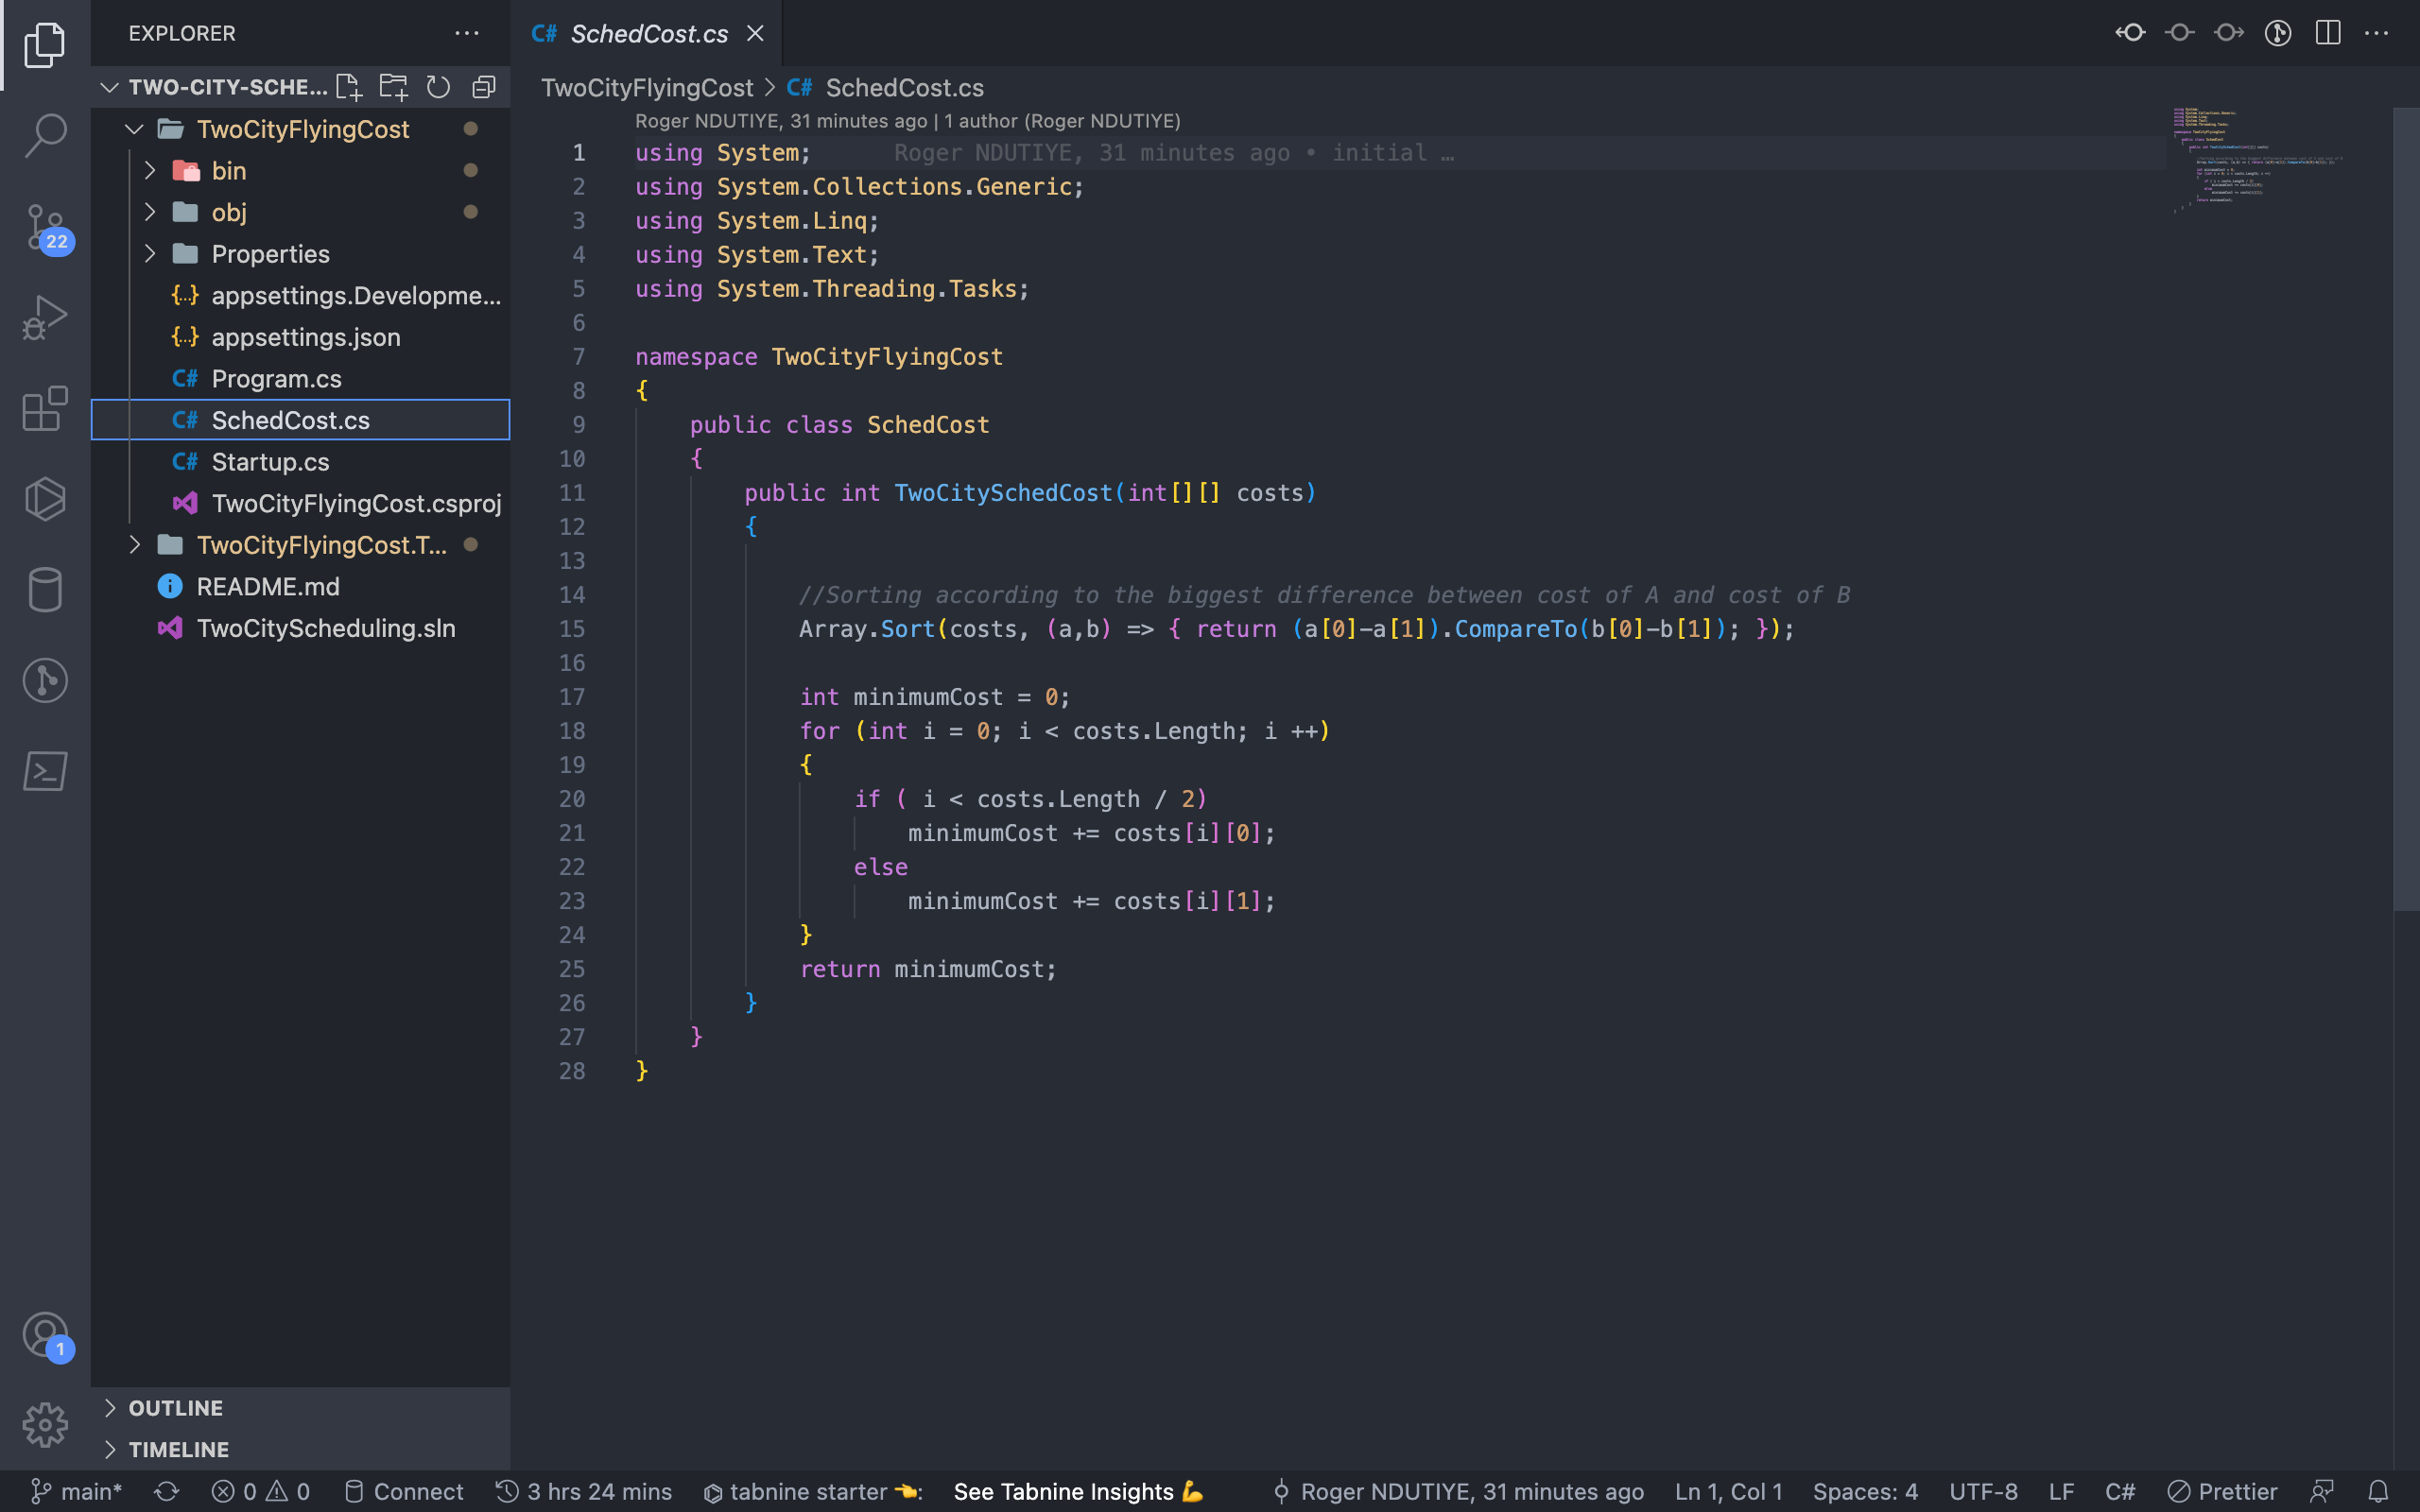 EXPLORER
TWO-CITY-SCHE...
TwoCityFlyingCost
bin
obj
Properties
{..} appsettings.Developme...
{..} appsettings.json
C# Program.cs
C# SchedCost.cs
C# Startup.cs
TwoCityFlyingCost.csproj
TwoCityFlyingCost.T...
README.md
TwoCityScheduling.sln
OUTLINE
TIMELINE
22
1
C# SchedCost.cs
TwoCityFlyingCost > C# SchedCost.cs
Roger NDUTIYE, 31 minutes ago | 1 author (Roger NDUTIYE)
1 using System; Roger NDUTIYE, 31 minutes ago • initial …
2 using System.Collections.Generic;
3 using System.Linq;
4 using System.Text;
5 using System.Threading.Tasks;
6
7 namespace TwoCityFlyingCost
8 {
9 public class SchedCost
10 {
11 public int TwoCitySchedCost(int[][] costs)
12 {
13
14 //Sorting according to the biggest difference between cost of A and cost of B
15 Array.Sort(costs, (a,b) => { return (a[0]-a[1]).CompareTo(b[0]-b[1]); });
16
17 int minimumCost = 0;
18 for (int i = 0; i < costs.Length; i ++)
19 {
20 if ( i < costs.Length / 2)
21 minimumCost += costs[i][0];
22 else
23 minimumCost += costs[i][1];
24 }
25 return minimumCost;
26 }
27 }
28 }
main* 0 0 Connect 3 hrs 24 mins tabnine starter 👈: See Tabnine Insights 💪 Roger NDUTIYE, 31 minutes ago Ln 1, Col 1 Spaces: 4 UTF-8 LF C# Prettier